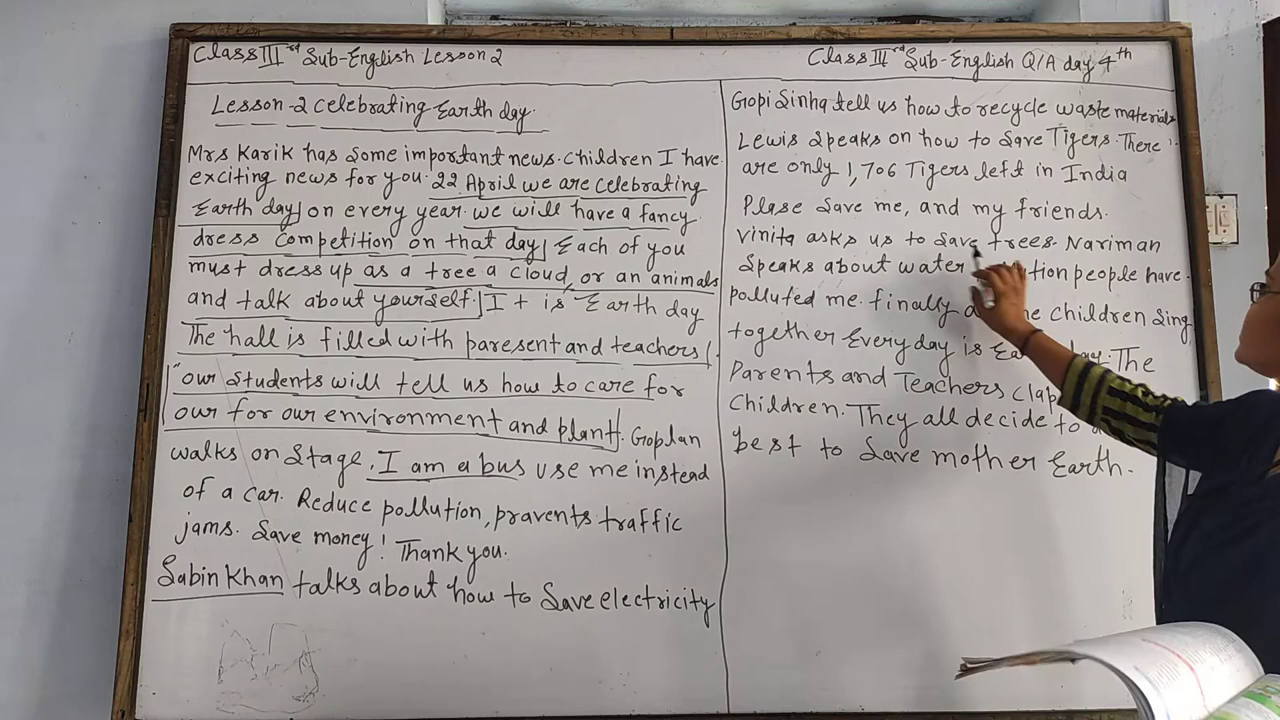 Class III rd Sub-English Lesson 2
Lesson-2 Celebrating Earth day.
Mrs Karik has Some important news. children I have
exciting news for you. 22 April we are celebrating
Earth day on every year. we will have a fancy
dress competition on that day Each of you
must dress up as a tree a cloud, or an animals
and talk about yourself. It is Earth day
The hall is filled with paresent and teachers
"our Students will tell us how to care for
our for our environment and plant. Goplan
walks on Stage. I am a bus use me instead
of a car. Reduce pollution, pravents traffic
jams. Save money! Thank you.
Sabin Khan talks about how to Save electricity
Class III rd Sub-English Q/A day 4th
Gopi Sinha tell us how to recycle waste materials
Lewis Speaks on how to Save Tigers. There
are only 1,706 Tigers left in India
Plase Save me, and my friends.
Vinita asks us to Save trees. Nariman
Speaks about water people have
polluted me. finally children Sing
together Every day is The
Parents and Teachers
children. They all decide to
best to Save mother Earth.